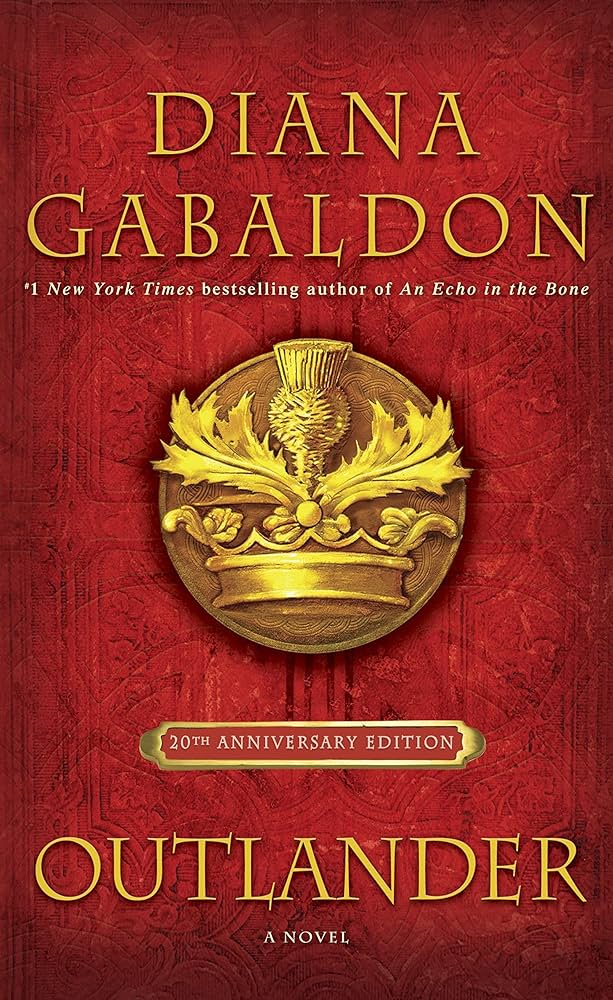 DIANA
GABALDON
#1 New York Times bestselling author of An Echo in the Bone
20TH ANNIVERSARY EDITION
OUTLANDER
A NOVEL